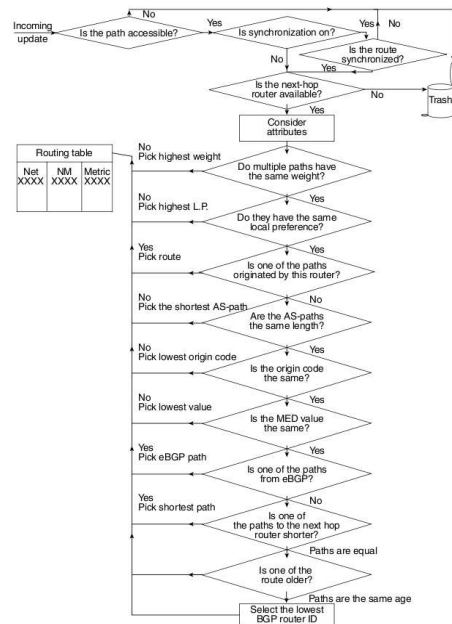 Incoming
update
Is the path accessible?
No
Yes
Is synchronization on?
Yes
No
Is the route
synchronized?
No
Yes
Is the next-hop
router available?
No
Trash
Yes
Consider
attributes
Routing table
Net
XXXX
NM
XXXX
Metric
XXXX
No
Pick highest weight
Do multiple paths have
the same weight?
Yes
No
Pick highest L.P.
Do they have the same
local preference?
Yes
Yes
Pick route
Is one of the paths
originated by this router?
No
No
Pick the shortest AS-path
Are the AS-paths
the same length?
Yes
No
Pick lowest origin code
Is the origin code
the same?
Yes
No
Pick lowest value
Is the MED value
the same?
Yes
Yes
Pick eBGP path
Is one of the paths
from eBGP?
No
Yes
Pick shortest path
Is one of
the paths to the next hop
router shorter?
Paths are equal
Is one of the
route older?
Paths are the same age
Select the lowest
BGP router ID